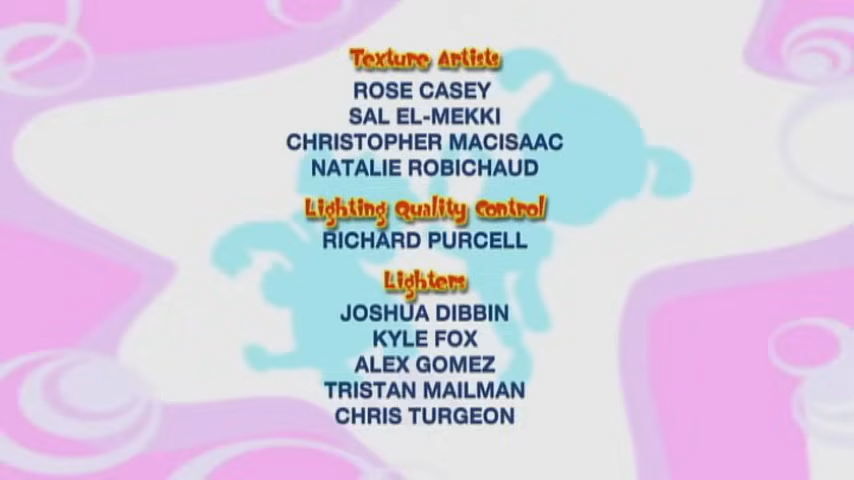 Texture Artists
ROSE CASEY
SAL EL-MEKKI
CHRISTOPHER MACISAAC
NATALIE ROBICHAUD
Lighting Quality Control
RICHARD PURCELL
Lighters
JOSHUA DIBBIN
KYLE FOX
ALEX GOMEZ
TRISTAN MAILMAN
CHRIS TURGEON